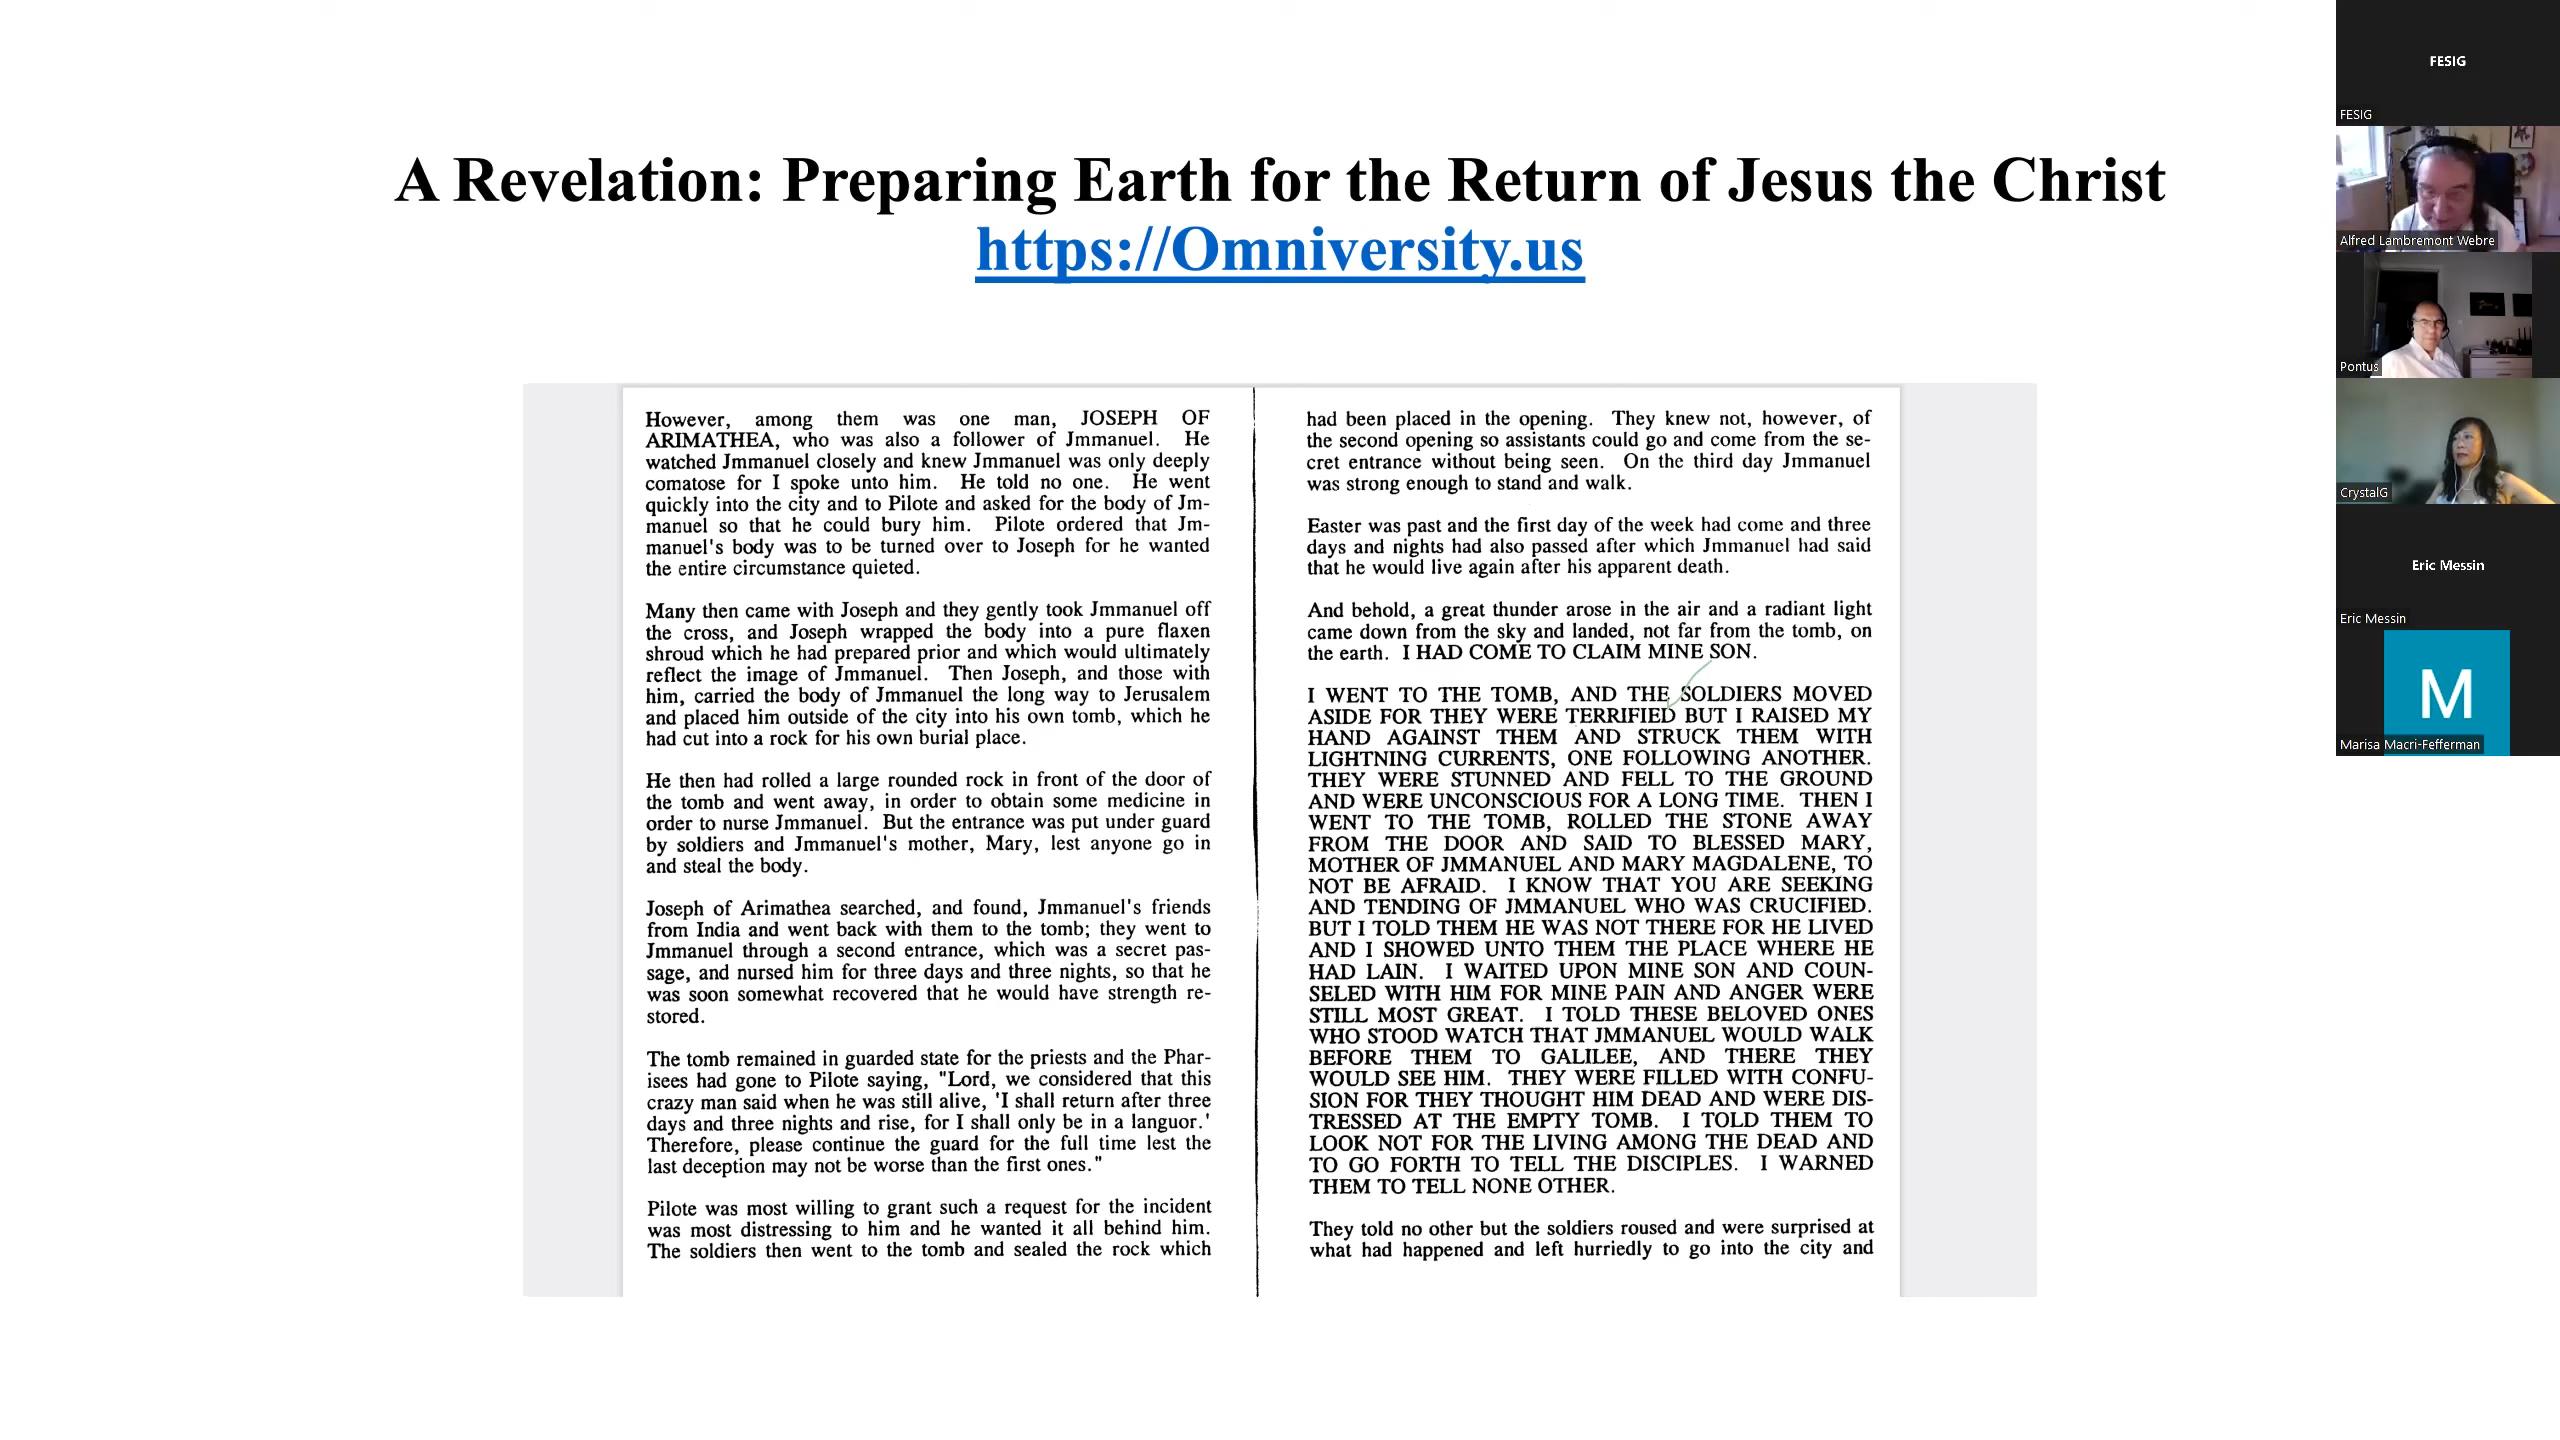 A Revelation: Preparing Earth for the Return of Jesus the Christ
https://Omniversity.us
However, among them was one man, JOSEPH OF
ARIMATHEA, who was also a follower of Jmmanuel. He
watched Jmmanuel closely and knew Jmmanuel was only deeply
comatose for I spoke unto him. He told no one. He went
quickly into the city and to Pilote and asked for the body of Jm-
manuel so that he could bury him. Pilote ordered that Jm-
manuel's body was to be turned over to Joseph for he wanted
the entire circumstance quieted.
Many then came with Joseph and they gently took Jmmanuel off
the cross, and Joseph wrapped the body into a pure flaxen
shroud which he had prepared prior and which would ultimately
reflect the image of Jmmanuel. Then Joseph, and those with
him, carried the body of Jmmanuel the long way to Jerusalem
and placed him outside of the city into his own tomb, which he
had cut into a rock for his own burial place.
He then had rolled a large rounded rock in front of the door of
the tomb and went away, in order to obtain some medicine in
order to nurse Jmmanuel. But the entrance was put under guard
by soldiers and Jmmanuel's mother, Mary, lest anyone go in
and steal the body.
Joseph of Arimathea searched, and found, Jmmanuel's friends
from India and went back with them to the tomb; they went to
Jmmanuel through a second entrance, which was a secret pas-
sage, and nursed him for three days and three nights, so that he
was soon somewhat recovered that he would have strength re-
stored.
The tomb remained in guarded state for the priests and the Phar-
isees had gone to Pilote saying, "Lord, we considered that this
crazy man said when he was still alive, 'I shall return after three
days and three nights and rise, for I shall only be in a languor.'
Therefore, please continue the guard for the full time lest the
last deception may not be worse than the first ones."
Pilote was most willing to grant such a request for the incident
was most distressing to him and he wanted it all behind him.
The soldiers then went to the tomb and sealed the rock which
had been placed in the opening. They knew not, however, of
the second opening so assistants could go and come from the se-
cret entrance without being seen. On the third day Jmmanuel
was strong enough to stand and walk.
Easter was past and the first day of the week had come and three
days and nights had also passed after which Jmmanuel had said
that he would live again after his apparent death.
And behold, a great thunder arose in the air and a radiant light
came down from the sky and landed, not far from the tomb, on
the earth. I HAD COME TO CLAIM MINE SON.
I WENT TO THE TOMB, AND THE SOLDIERS MOVED
ASIDE FOR THEY WERE TERRIFIED BUT I RAISED MY
HAND AGAINST THEM AND STRUCK THEM WITH
LIGHTNING CURRENTS, ONE FOLLOWING ANOTHER.
THEY WERE STUNNED AND FELL TO THE GROUND
AND WERE UNCONSCIOUS FOR A LONG TIME. THEN I
WENT TO THE TOMB, ROLLED THE STONE AWAY
FROM THE DOOR AND SAID TO BLESSED MARY,
MOTHER OF JMMANUEL AND MARY MAGDALENE, TO
NOT BE AFRAID. I KNOW THAT YOU ARE SEEKING
AND TENDING OF JMMANUEL WHO WAS CRUCIFIED.
BUT I TOLD THEM HE WAS NOT THERE FOR HE LIVED
AND I SHOWED UNTO THEM THE PLACE WHERE HE
HAD LAIN. I WAITED UPON MINE SON AND COUN-
SELED WITH HIM FOR MINE PAIN AND ANGER WERE
STILL MOST GREAT. I TOLD THESE BELOVED ONES
WHO STOOD WATCH THAT JMMANUEL WOULD WALK
BEFORE THEM TO GALILEE, AND THERE THEY
WOULD SEE HIM. THEY WERE FILLED WITH CONFU-
SION FOR THEY THOUGHT HIM DEAD AND WERE DIS-
TRESSED AT THE EMPTY TOMB. I TOLD THEM TO
LOOK NOT FOR THE LIVING AMONG THE DEAD AND
TO GO FORTH TO TELL THE DISCIPLES. I WARNED
THEM TO TELL NONE OTHER.
They told no other but the soldiers roused and were surprised at
what had happened and left hurriedly to go into the city and
FESIG
FESIG
Alfred Lambremont Webre
Pontus
CrystalG
Eric Messin
Eric Messin
M
Marisa Macri-Fefferman